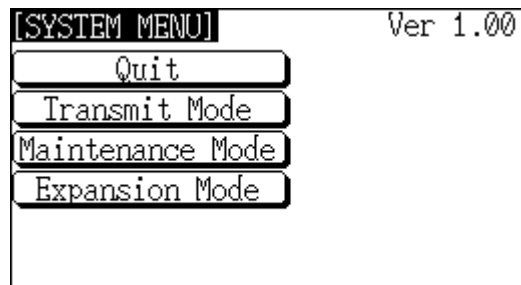 [SYSTEM MENU] Ver 1.00
Quit
Transmit Mode
Maintenance Mode
Expansion Mode